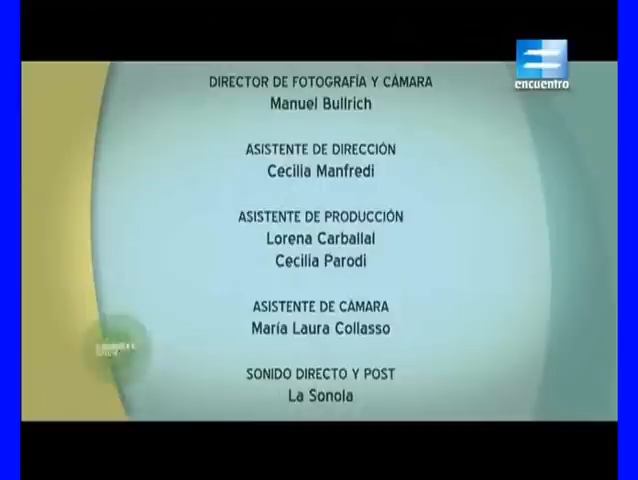 encuentro
DIRECTOR DE FOTOGRAFÍA Y CÁMARA
Manuel Bullrich
ASISTENTE DE DIRECCIÓN
Cecilia Manfredi
ASISTENTE DE PRODUCCIÓN
Lorena Carballal
Cecilia Parodi
ASISTENTE DE CÁMARA
María Laura Collasso
SONIDO DIRECTO Y POST
La Sonola